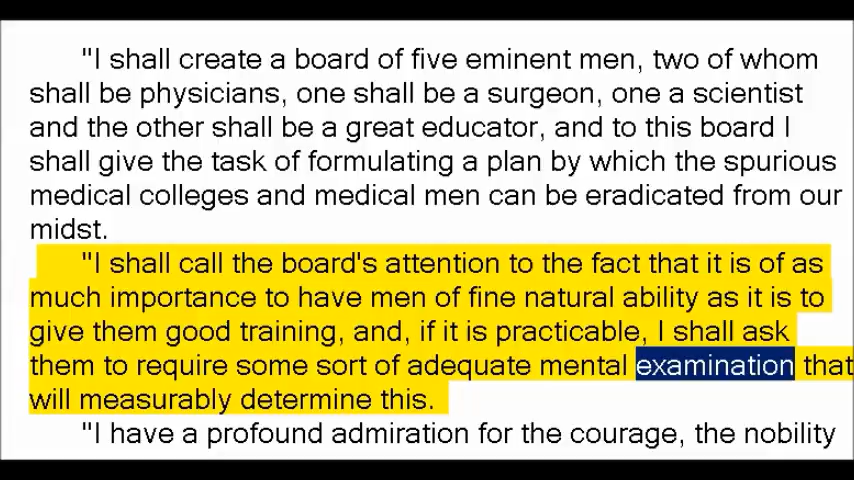 "I shall create a board of five eminent men, two of whom
shall be physicians, one shall be a surgeon, one a scientist
and the other shall be a great educator, and to this board I
shall give the task of formulating a plan by which the spurious
medical colleges and medical men can be eradicated from our
midst.
"I shall call the board's attention to the fact that it is of as
much importance to have men of fine natural ability as it is to
give them good training, and, if it is practicable, I shall ask
them to require some sort of adequate mental examination that
will measurably determine this.
"I have a profound admiration for the courage, the nobility